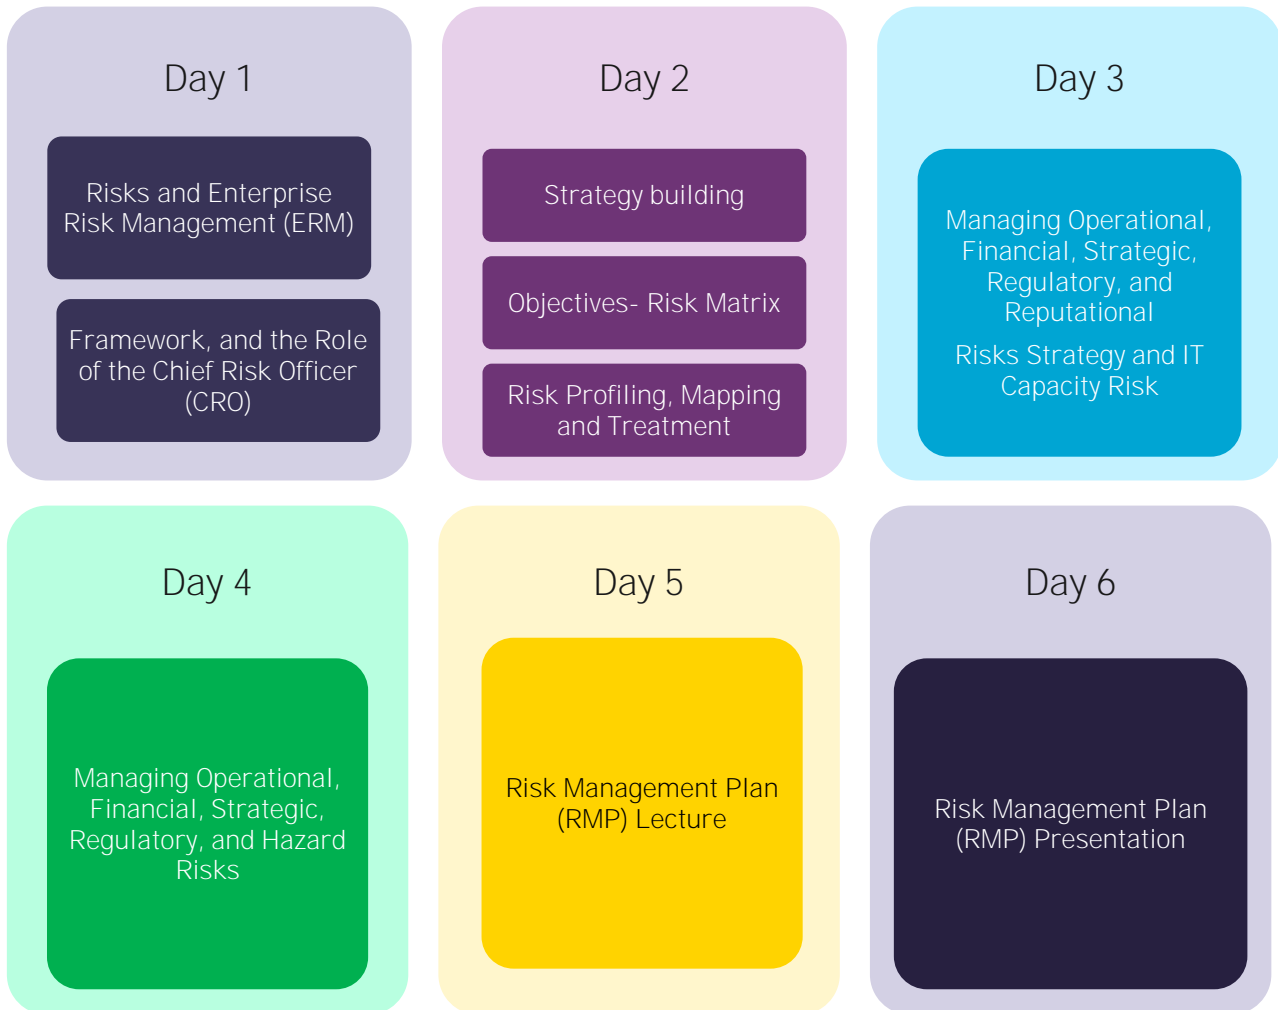 Day 1
Risks and Enterprise
Risk Management (ERM)
Framework, and the Role
of the Chief Risk Officer
(CRO)
Day 2
Strategy building
Objectives- Risk Matrix
Risk Profiling, Mapping
and Treatment
Day 3
Managing Operational,
Financial, Strategic,
Regulatory, and
Reputational
Risks Strategy and IT
Capacity Risk
Day 4
Managing Operational,
Financial, Strategic,
Regulatory, and Hazard
Risks
Day 5
Risk Management Plan
(RMP) Lecture
Day 6
Risk Management Plan
(RMP) Presentation